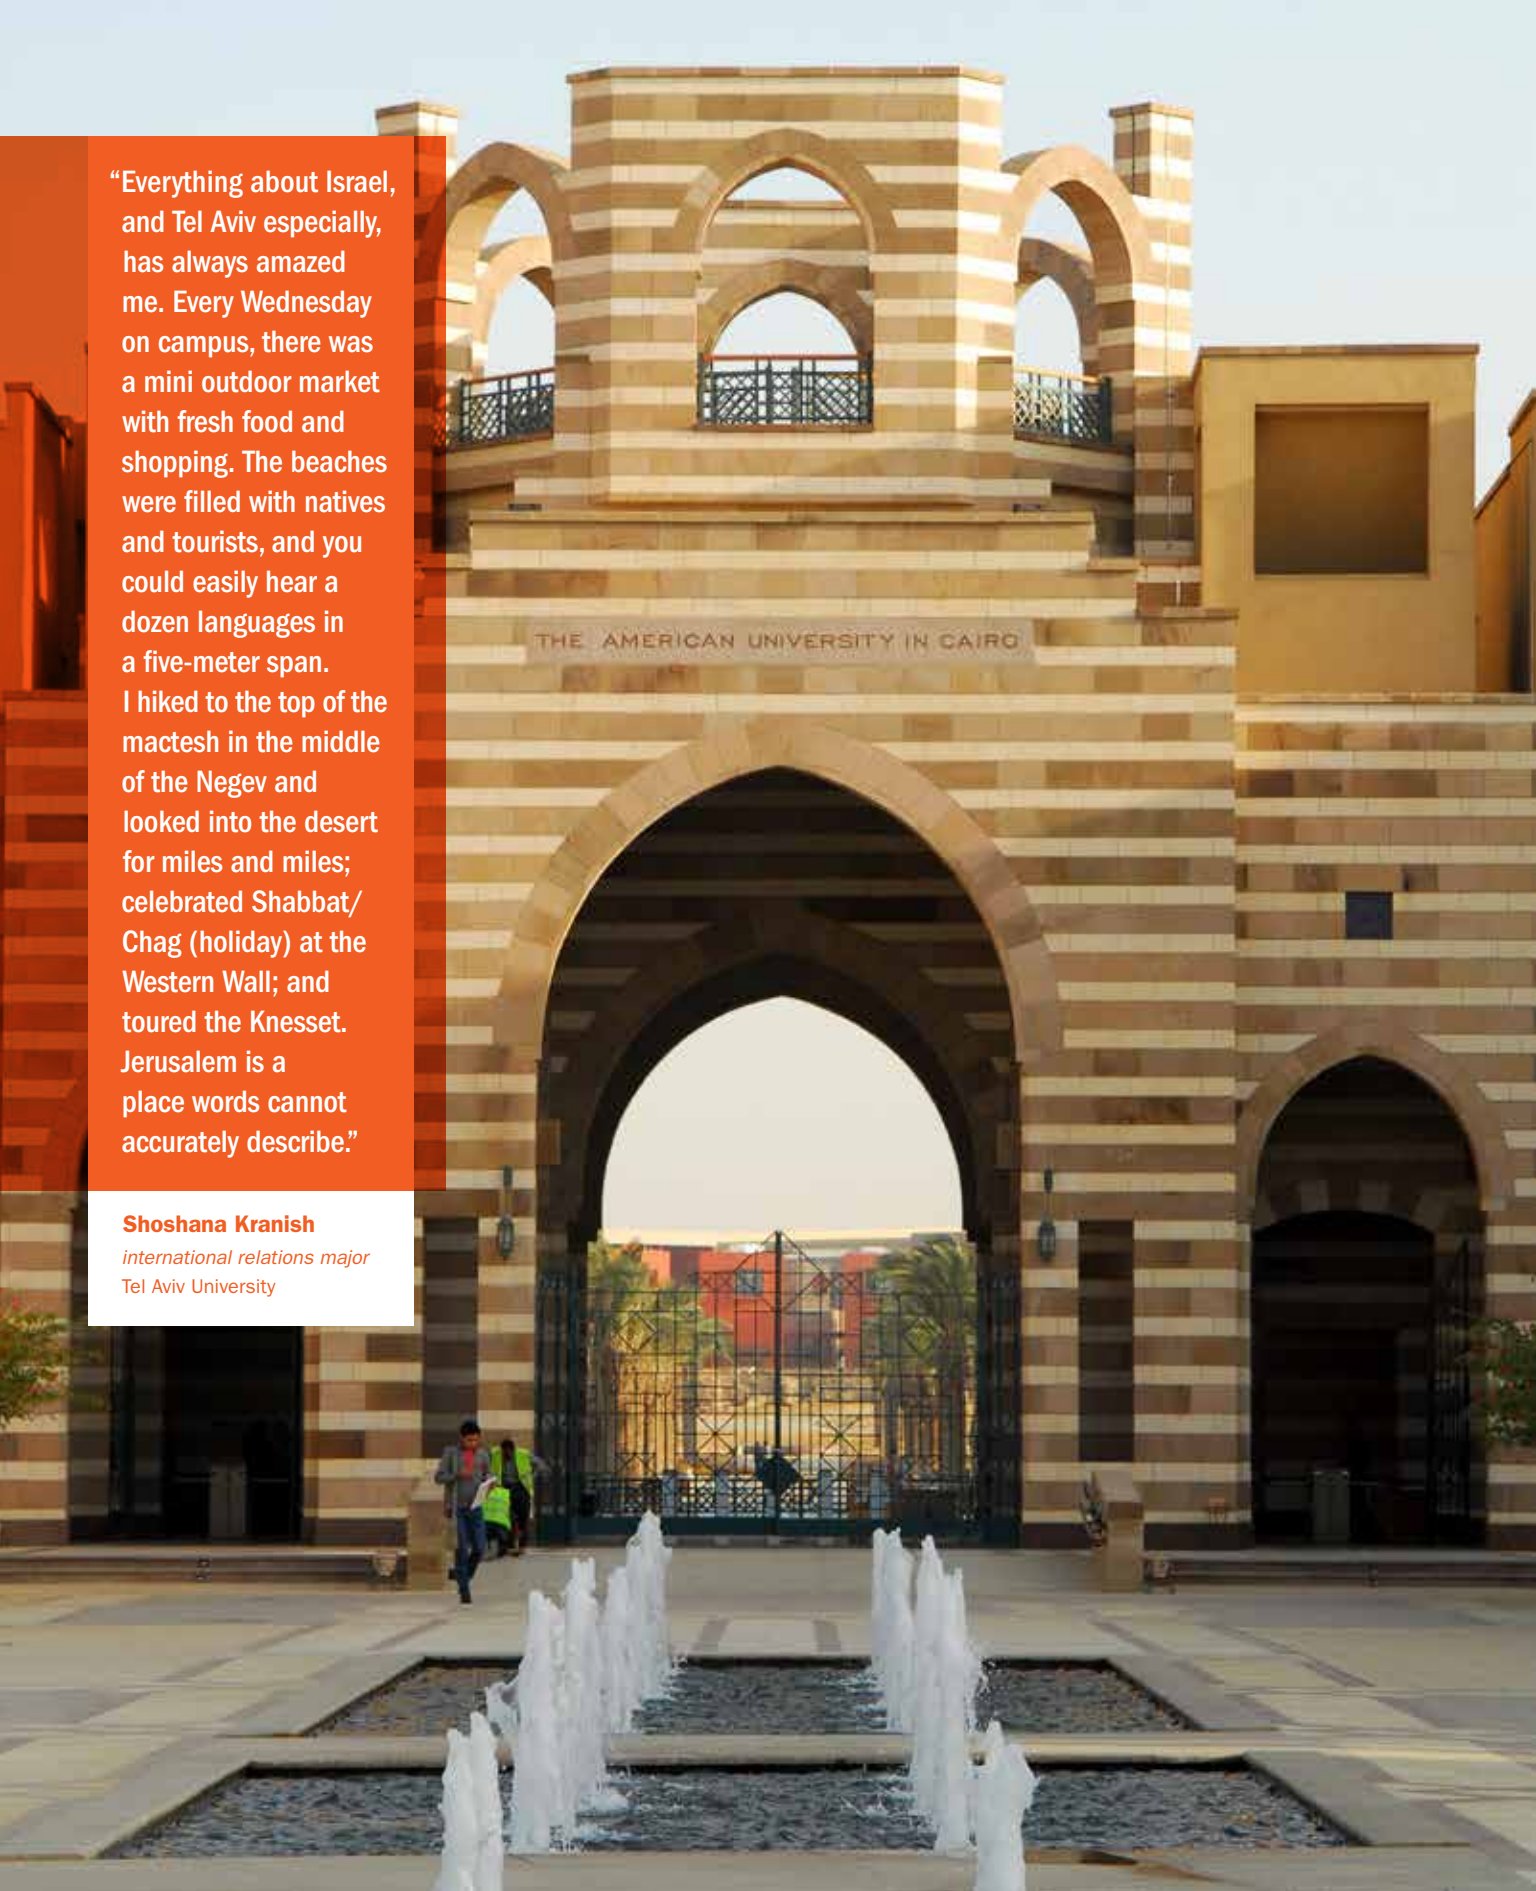 “Everything about Israel,
and Tel Aviv especially,
has always amazed
me. Every Wednesday
on campus, there was
a mini outdoor market
with fresh food and
shopping. The beaches
were filled with natives
and tourists, and you
could easily hear a
dozen languages in
a five-meter span.
I hiked to the top of the
mactesh in the middle
of the Negev and
looked into the desert
for miles and miles;
celebrated Shabbat/
Chag (holiday) at the
Western Wall; and
toured the Knesset.
Jerusalem is a
place words cannot
accurately describe.”
Shoshana Kranish
international relations major
Tel Aviv University
THE AMERICAN UNIVERSITY IN CAIRO